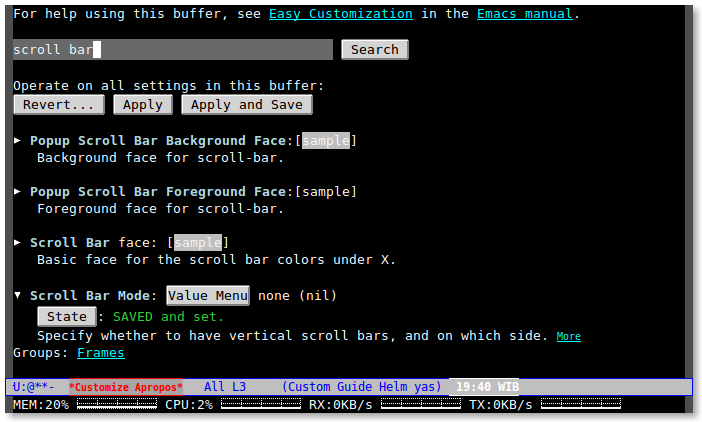 For help using this buffer, see Easy Customization in the Emacs manual.
scroll bar Search
Operate on all settings in this buffer:
Revert... Apply Apply and Save
▶ Popup Scroll Bar Background Face:[sample]
Background face for scroll-bar.
▶ Popup Scroll Bar Foreground Face:[sample]
Foreground face for scroll-bar.
▶ Scroll Bar face: [sample]
Basic face for the scroll bar colors under X.
▼ Scroll Bar Mode: Value Menu none (nil)
State : SAVED and set.
Specify whether to have vertical scroll bars, and on which side. More
Groups: Frames
U:@**- *Customize Apropos* All L3 (Custom Guide Helm yas) 19:40 WIB
MEM:20% CPU:2% RX:0KB/s TX:0KB/s